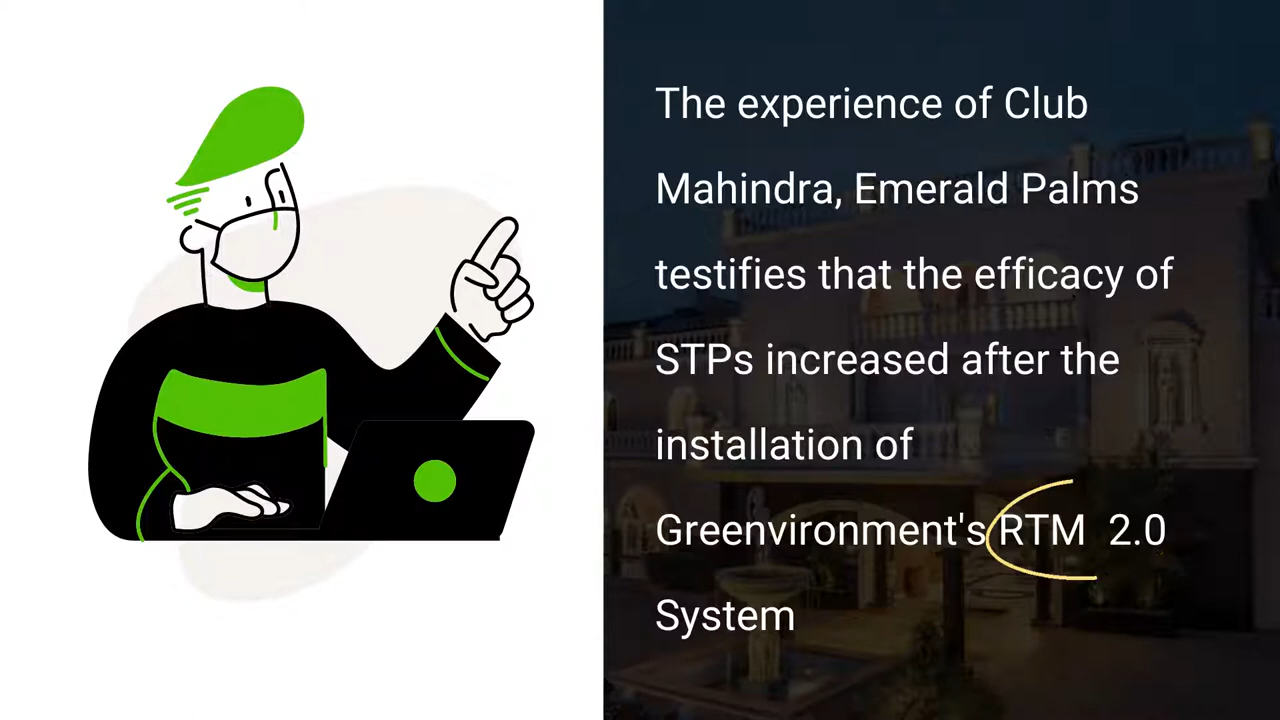 The experience of Club
Mahindra, Emerald Palms
testifies that the efficacy of
STPs increased after the
installation of
Greenvironment's RTM 2.0
System